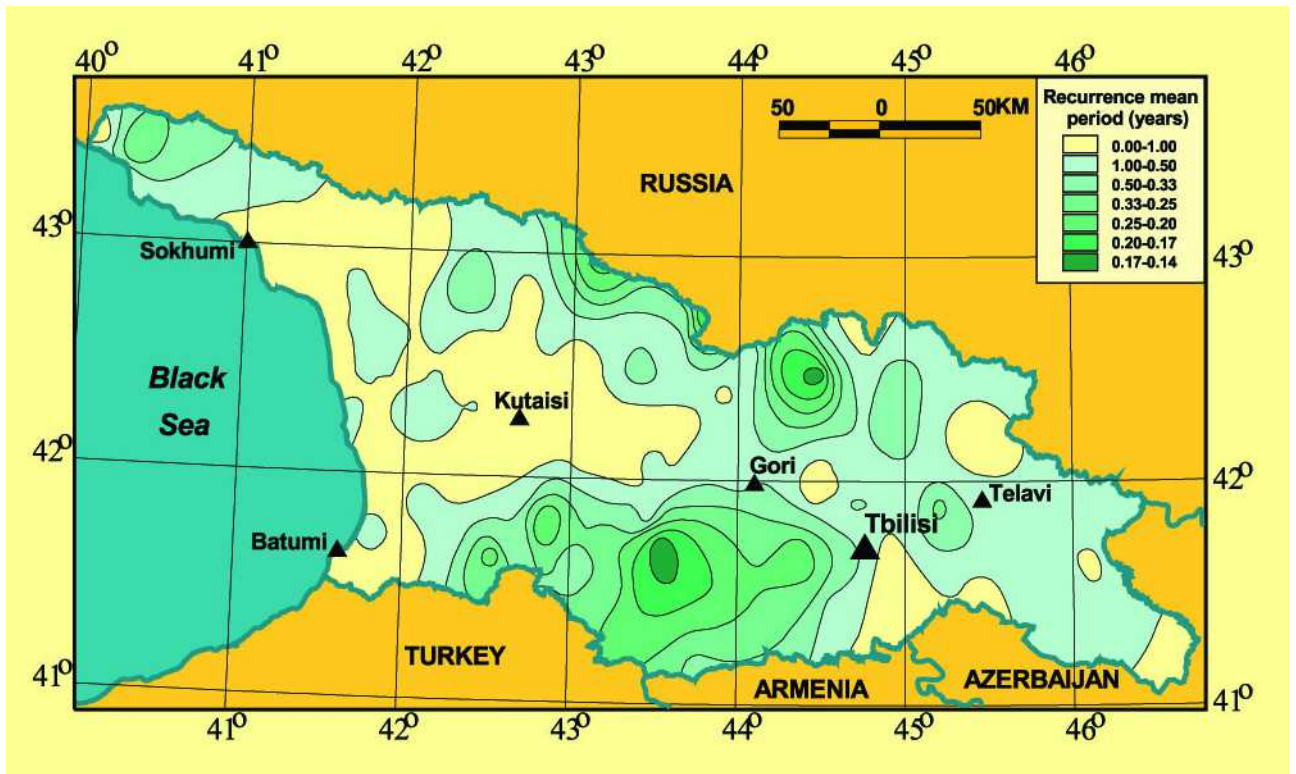 40⁰ 41⁰ 42⁰ 43⁰ 44⁰ 45⁰ 46⁰
50 0 50KM
Recurrence mean
period (years)
0.00-1.00
1.00-0.50
0.50-0.33
0.33-0.25
0.25-0.20
0.20-0.17
0.17-0.14
RUSSIA
43⁰
43⁰
Sokhumi
Black
Sea
Kutaisi
42⁰
42⁰
Gori
Telavi
Tbilisi
Batumi
TURKEY
ARMENIA
AZERBAIJAN
41⁰
41⁰
41⁰ 42⁰ 43⁰ 44⁰ 45⁰ 46⁰